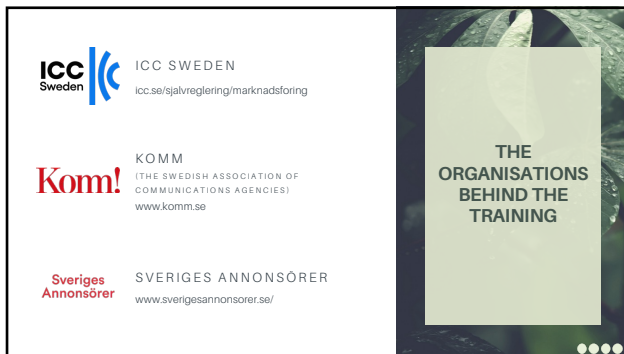 ICC
Sweden
ICC SWEDEN
icc.se/sjalvreglering/marknadsforing
Komm!
KOMM
(THE SWEDISH ASSOCIATION OF
COMMUNICATIONS AGENCIES)
www.komm.se
Sveriges
Annonsörer
SVERIGES ANNONSÖRER
www.sverigesannonsorer.se/
THE
ORGANISATIONS
BEHIND THE
TRAINING